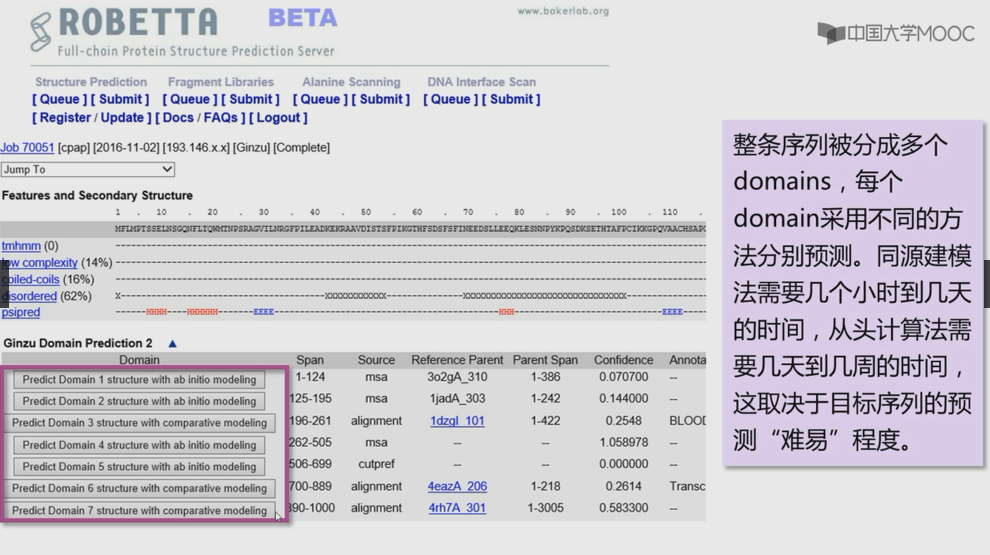 ROBETTA BETA
www.bakerlab.org
Full-chain Protein Structure Prediction Server
中国大学MOOC
Structure Prediction Fragment Libraries Alanine Scanning DNA Interface Scan
[ Queue ] [ Submit ] [ Queue ] [ Submit ] [ Queue ] [ Submit ] [ Queue ] [ Submit ]
[ Register / Update ] [ Docs / FAQs ] [ Logout ]
Job 70051 [cpap] [2016-11-02] [193.146.x.x] [Ginzu] [Complete]
Jump To
Features and Secondary Structure
1 . 10 . 20 . 30 . 40 . 50 . 60 . 70 . 80 . 90 . 100 . 110 .
tmhmm (0)
low complexity (14%)
coiled-coils (16%)
disordered (62%)
psipred
Ginzu Domain Prediction 2 ▲
Domain Span Source Reference Parent Parent Span Confidence Annota
Predict Domain 1 structure with ab initio modeling 1-124 msa 3o2gA_310 1-386 0.070700 --
Predict Domain 2 structure with ab initio modeling 125-195 msa 1jadA_303 1-242 0.144000 --
Predict Domain 3 structure with comparative modeling 196-261 alignment 1dzgI_101 1-422 0.2548 BLOOD
Predict Domain 4 structure with ab initio modeling 262-505 msa -- -- 1.058978 --
Predict Domain 5 structure with ab initio modeling 506-699 cutpref -- -- 0.000000 --
Predict Domain 6 structure with comparative modeling 700-889 alignment 4eazA_206 1-218 0.2614 Transc
Predict Domain 7 structure with comparative modeling 890-1000 alignment 4rh7A_301 1-3005 0.583300 --
整条序列被分成多个
domains，每个
domain采用不同的方
法分别预测。同源建模
法需要几个小时到几天
的时间，从头计算法需
要几天到几周的时间，
这取决于目标序列的预
测“难易”程度。